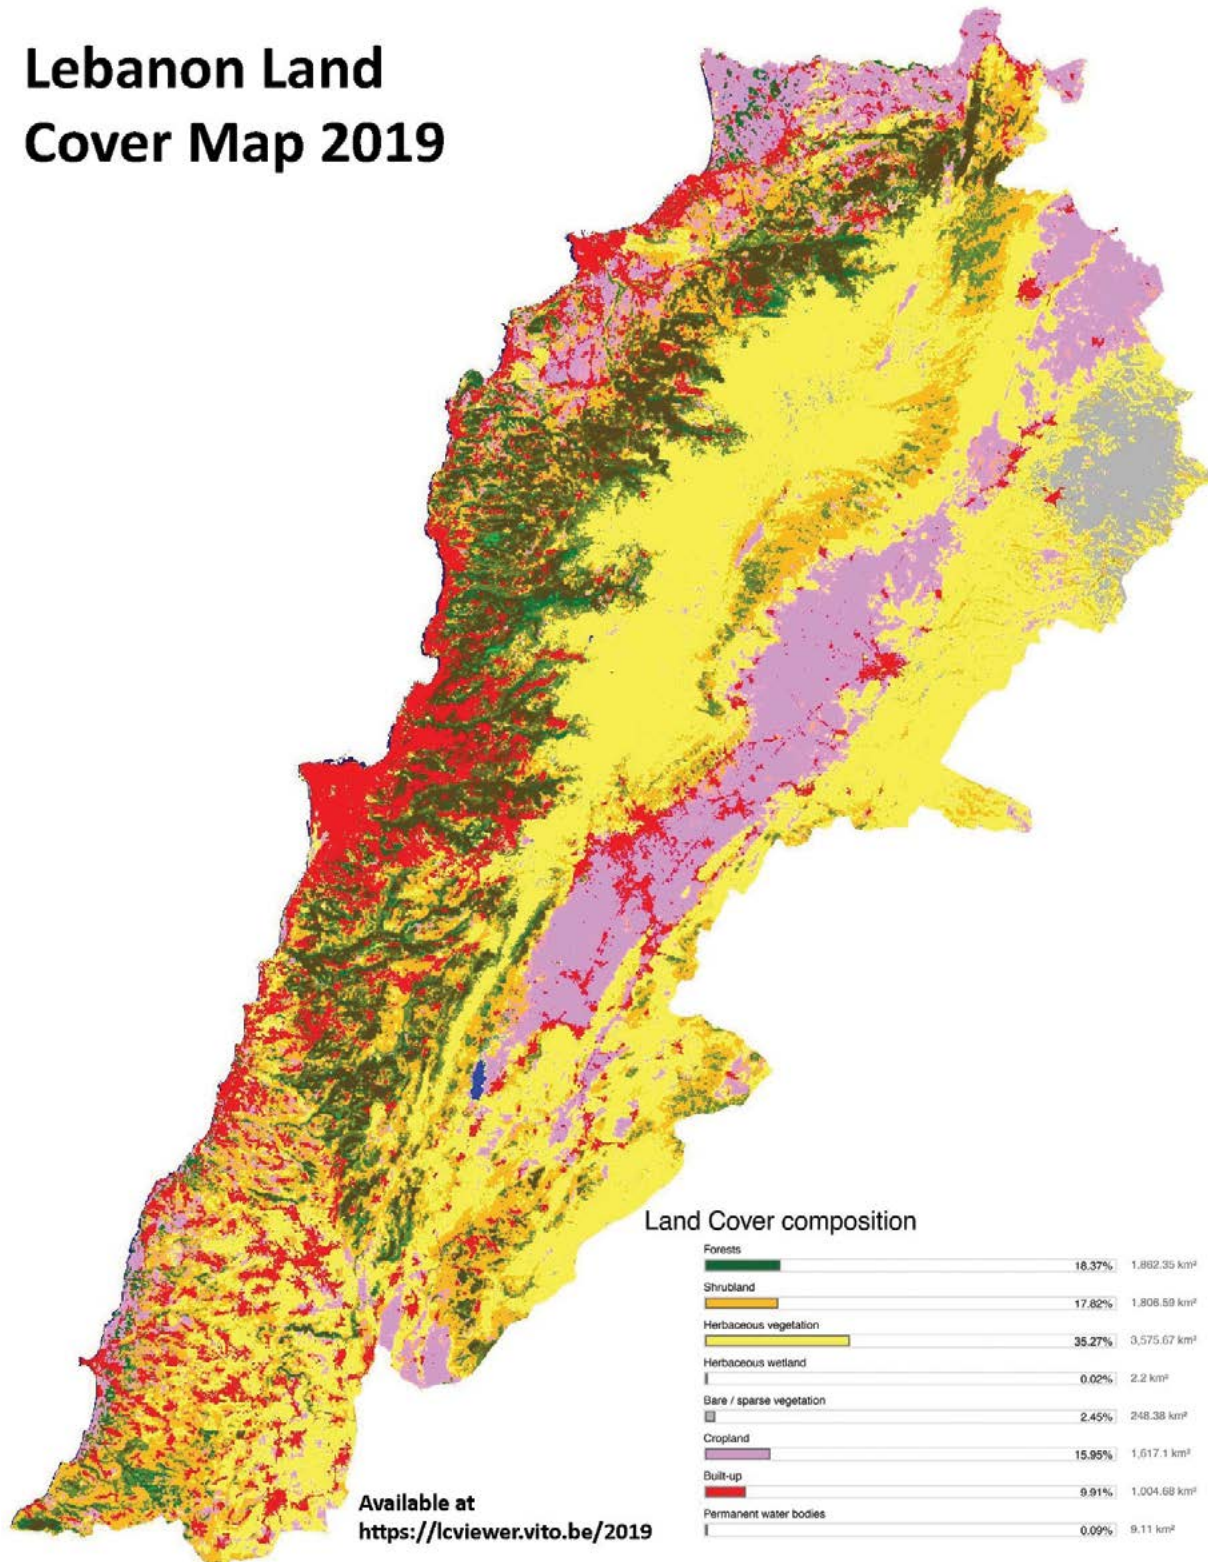 Lebanon Land
Cover Map 2019
Land Cover composition
Forests
18.37% 1,862.35 km²
Shrubland
17.82% 1,806.59 km²
Herbaceous vegetation
35.27% 3,575.67 km²
Herbaceous wetland
0.02% 2.2 km²
Bare / sparse vegetation
2.45% 248.38 km²
Cropland
15.95% 1,617.1 km²
Built-up
9.91% 1,004.68 km²
Permanent water bodies
0.09% 9.11 km²
Available at
https://lcviewer.vito.be/2019